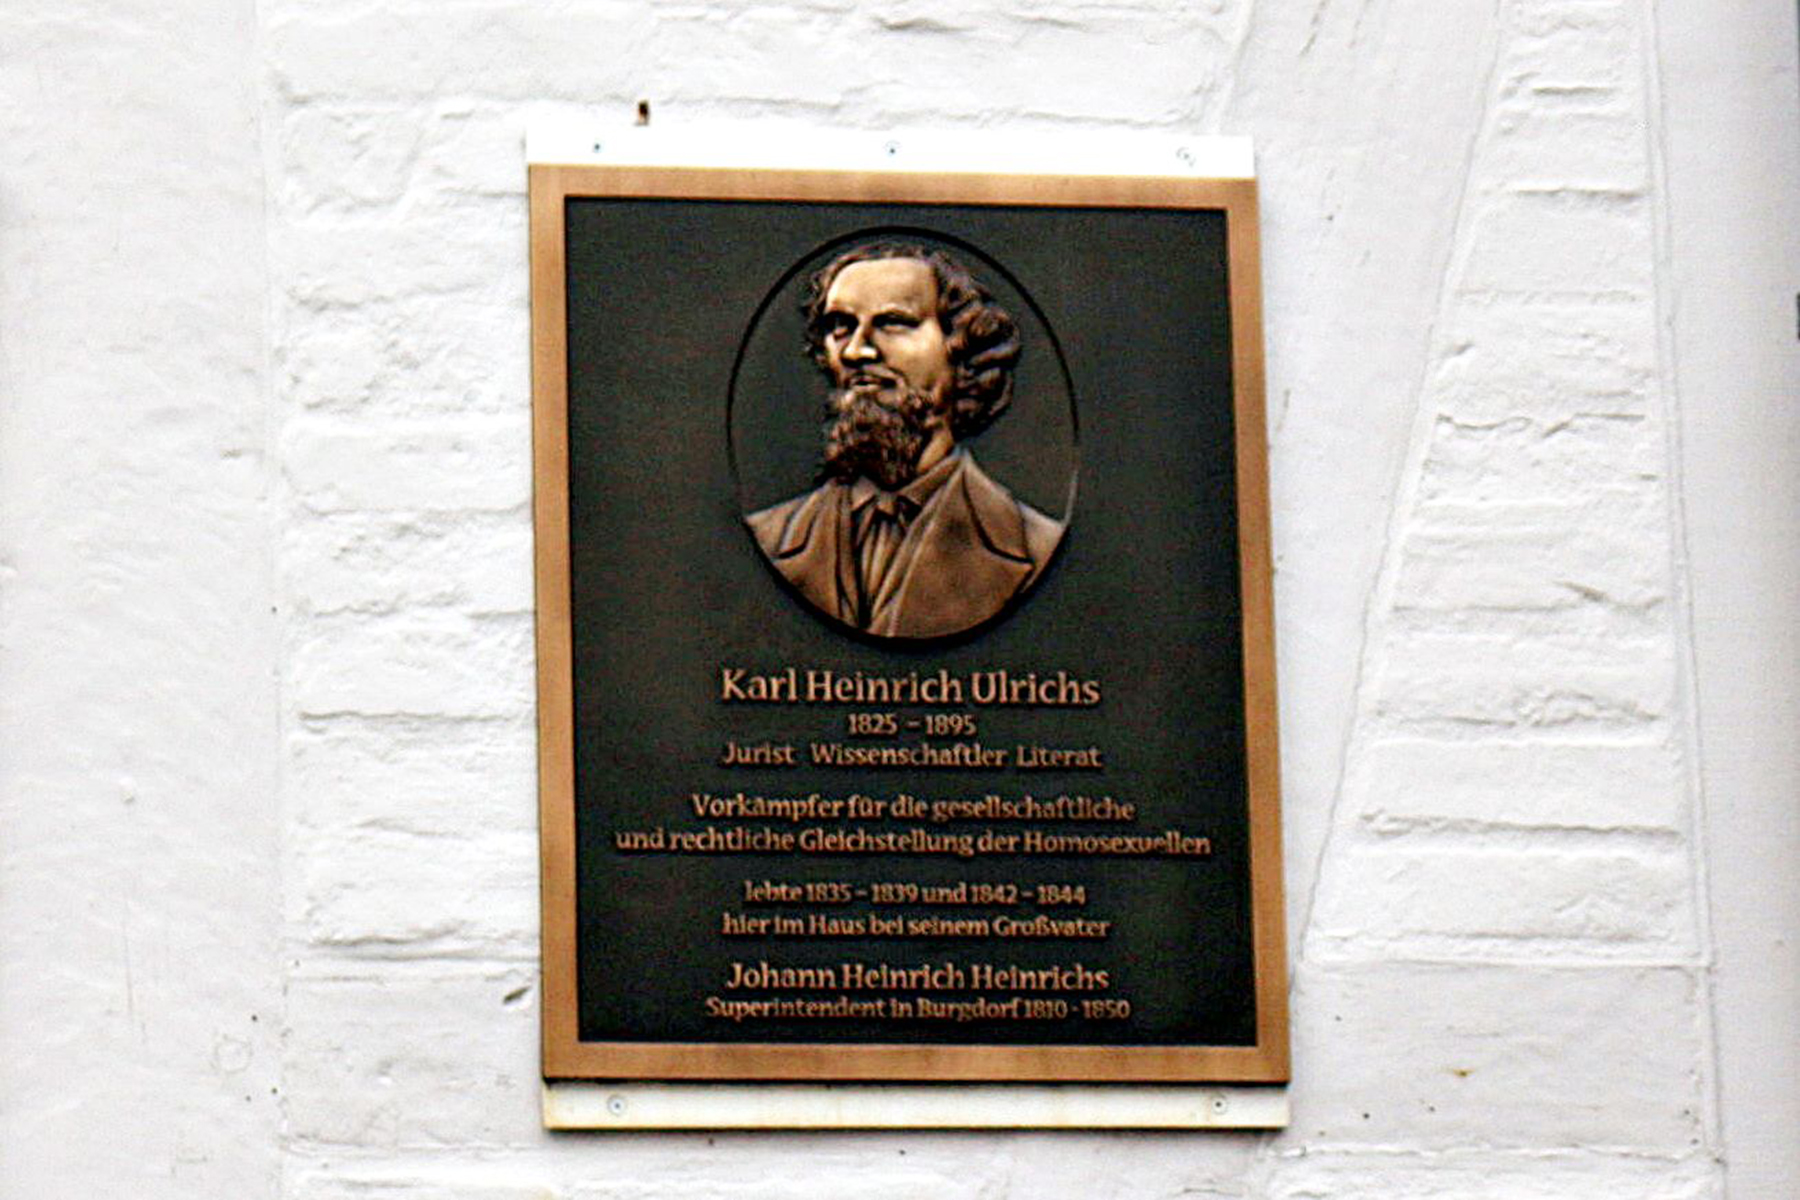 Karl Heinrich Ulrichs
1825 – 1895
Jurist Wissenschaftler Literat
Vorkämpfer für die gesellschaftliche
und rechtliche Gleichstellung der Homosexuellen
lebte 1835 – 1839 und 1842 – 1844
hier im Haus bei seinem Großvater
Johann Heinrich Heinrichs
Superintendent in Burgdorf 1810 - 1850